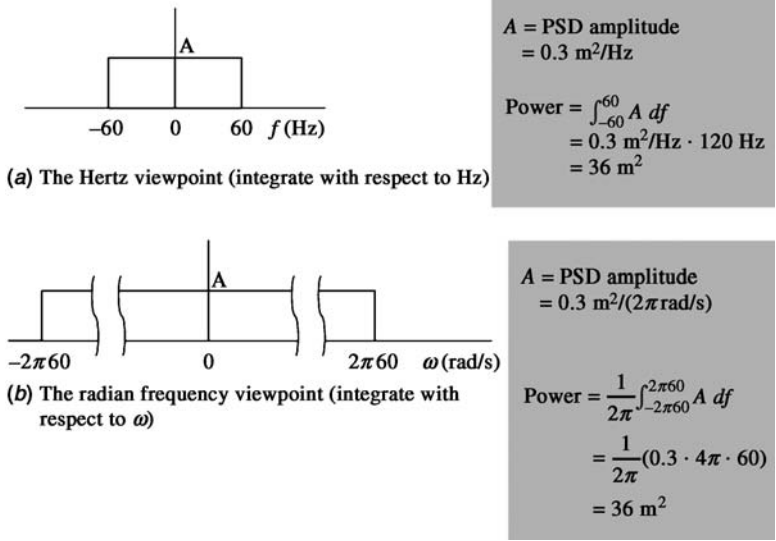 A
−60 0 60 f (Hz)
(a) The Hertz viewpoint (integrate with respect to Hz)
A = PSD amplitude
= 0.3 m²/Hz
Power = ∫₋₆₀⁶⁰ A df
= 0.3 m²/Hz · 120 Hz
= 36 m²
A
−2π60 0 2π60 ω (rad/s)
(b) The radian frequency viewpoint (integrate with
respect to ω)
A = PSD amplitude
= 0.3 m²/(2π rad/s)
Power = 1/2π ∫_{−2π60}^{2π60} A df
= 1/2π (0.3 · 4π · 60)
= 36 m²